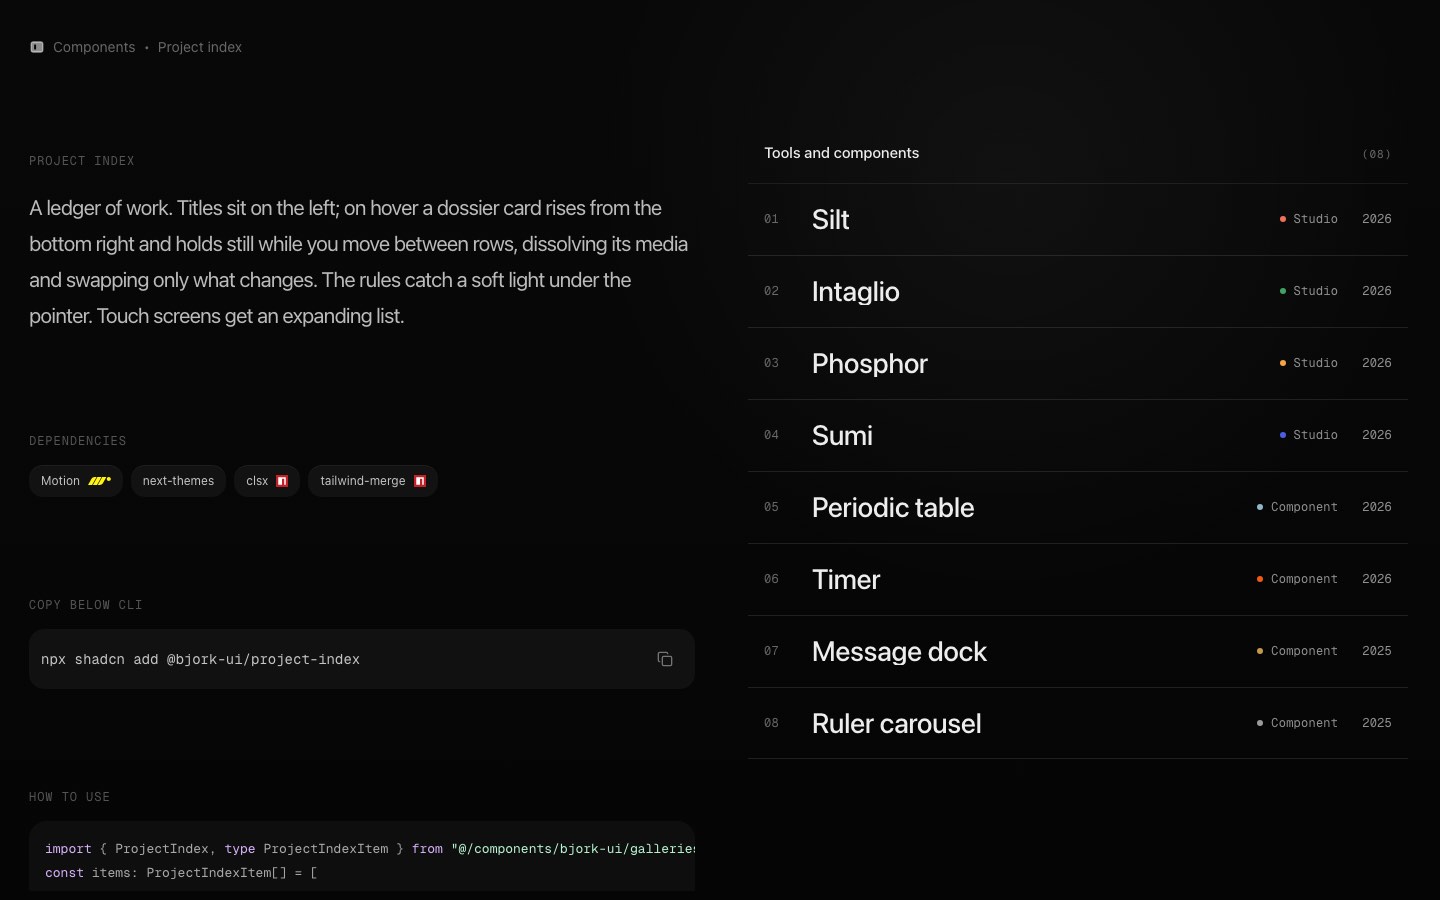 Components • Project index
PROJECT INDEX
A ledger of work. Titles sit on the left; on hover a dossier card rises from the
bottom right and holds still while you move between rows, dissolving its media
and swapping only what changes. The rules catch a soft light under the
pointer. Touch screens get an expanding list.
DEPENDENCIES
Motion next-themes clsx tailwind-merge
COPY BELOW CLI
npx shadcn add @bjork-ui/project-index
HOW TO USE
import { ProjectIndex, type ProjectIndexItem } from "@/components/bjork-ui/galleries
const items: ProjectIndexItem[] = [
Tools and components (08)
01 Silt Studio 2026
02 Intaglio Studio 2026
03 Phosphor Studio 2026
04 Sumi Studio 2026
05 Periodic table Component 2026
06 Timer Component 2026
07 Message dock Component 2025
08 Ruler carousel Component 2025